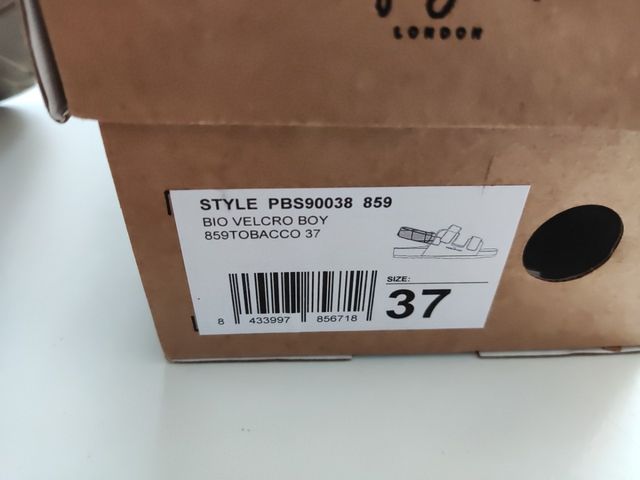 LONDON
STYLE PBS90038 859
BIO VELCRO BOY
859TOBACCO 37
SIZE:
37
8 433997 856718